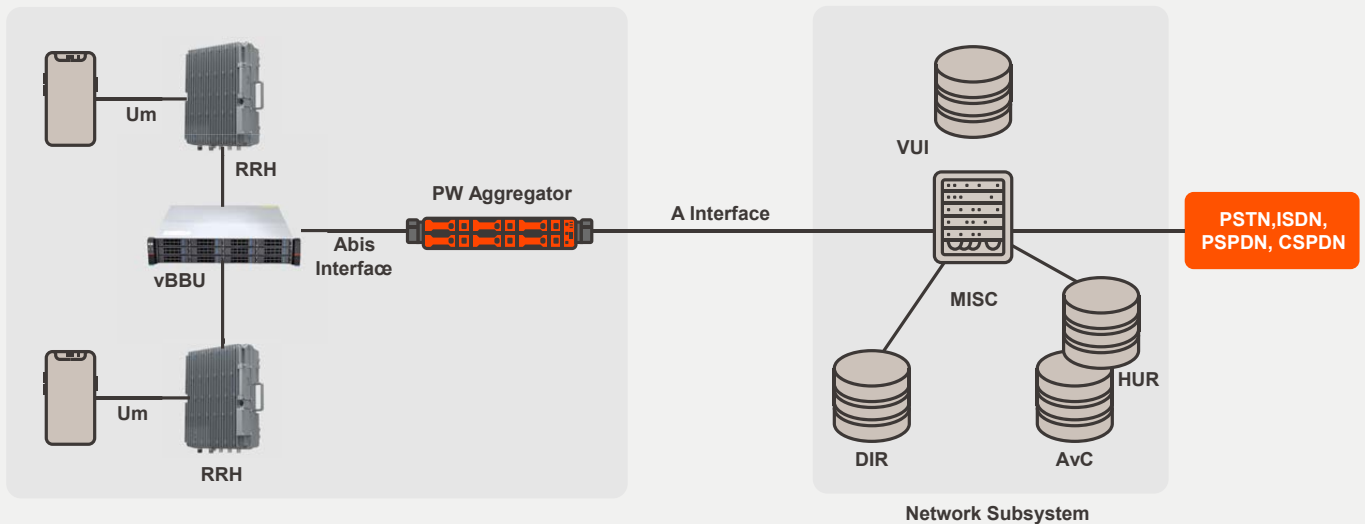 Um
RRH
PW Aggregator
Abis
Interface
vBBU
Um
RRH
A Interface
VUI
MISC
PSTN,ISDN,
PSPDN, CSPDN
HUR
DIR
AvC
Network Subsystem